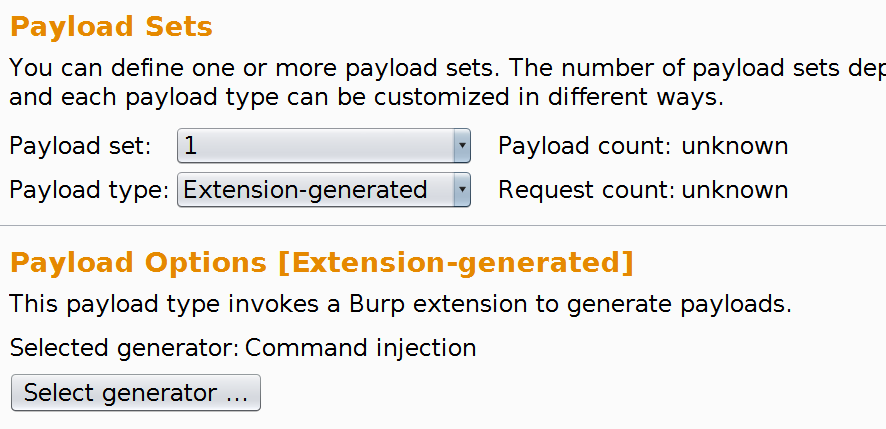 Payload Sets
You can define one or more payload sets. The number of payload sets
and each payload type can be customized in different ways.
Payload set: 1 Payload count: unknown
Payload type: Extension-generated Request count: unknown
Payload Options [Extension-generated]
This payload type invokes a Burp extension to generate payloads.
Selected generator: Command injection
Select generator ...